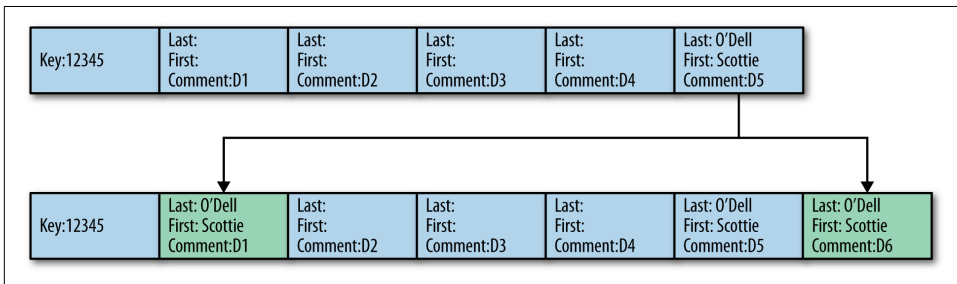 Key:12345
Last:
First:
Comment:D1
Last:
First:
Comment:D2
Last:
First:
Comment:D3
Last:
First:
Comment:D4
Last: O’Dell
First: Scottie
Comment:D5
Key:12345
Last: O’Dell
First: Scottie
Comment:D1
Last:
First:
Comment:D2
Last:
First:
Comment:D3
Last:
First:
Comment:D4
Last: O’Dell
First: Scottie
Comment:D5
Last: O’Dell
First: Scottie
Comment:D6